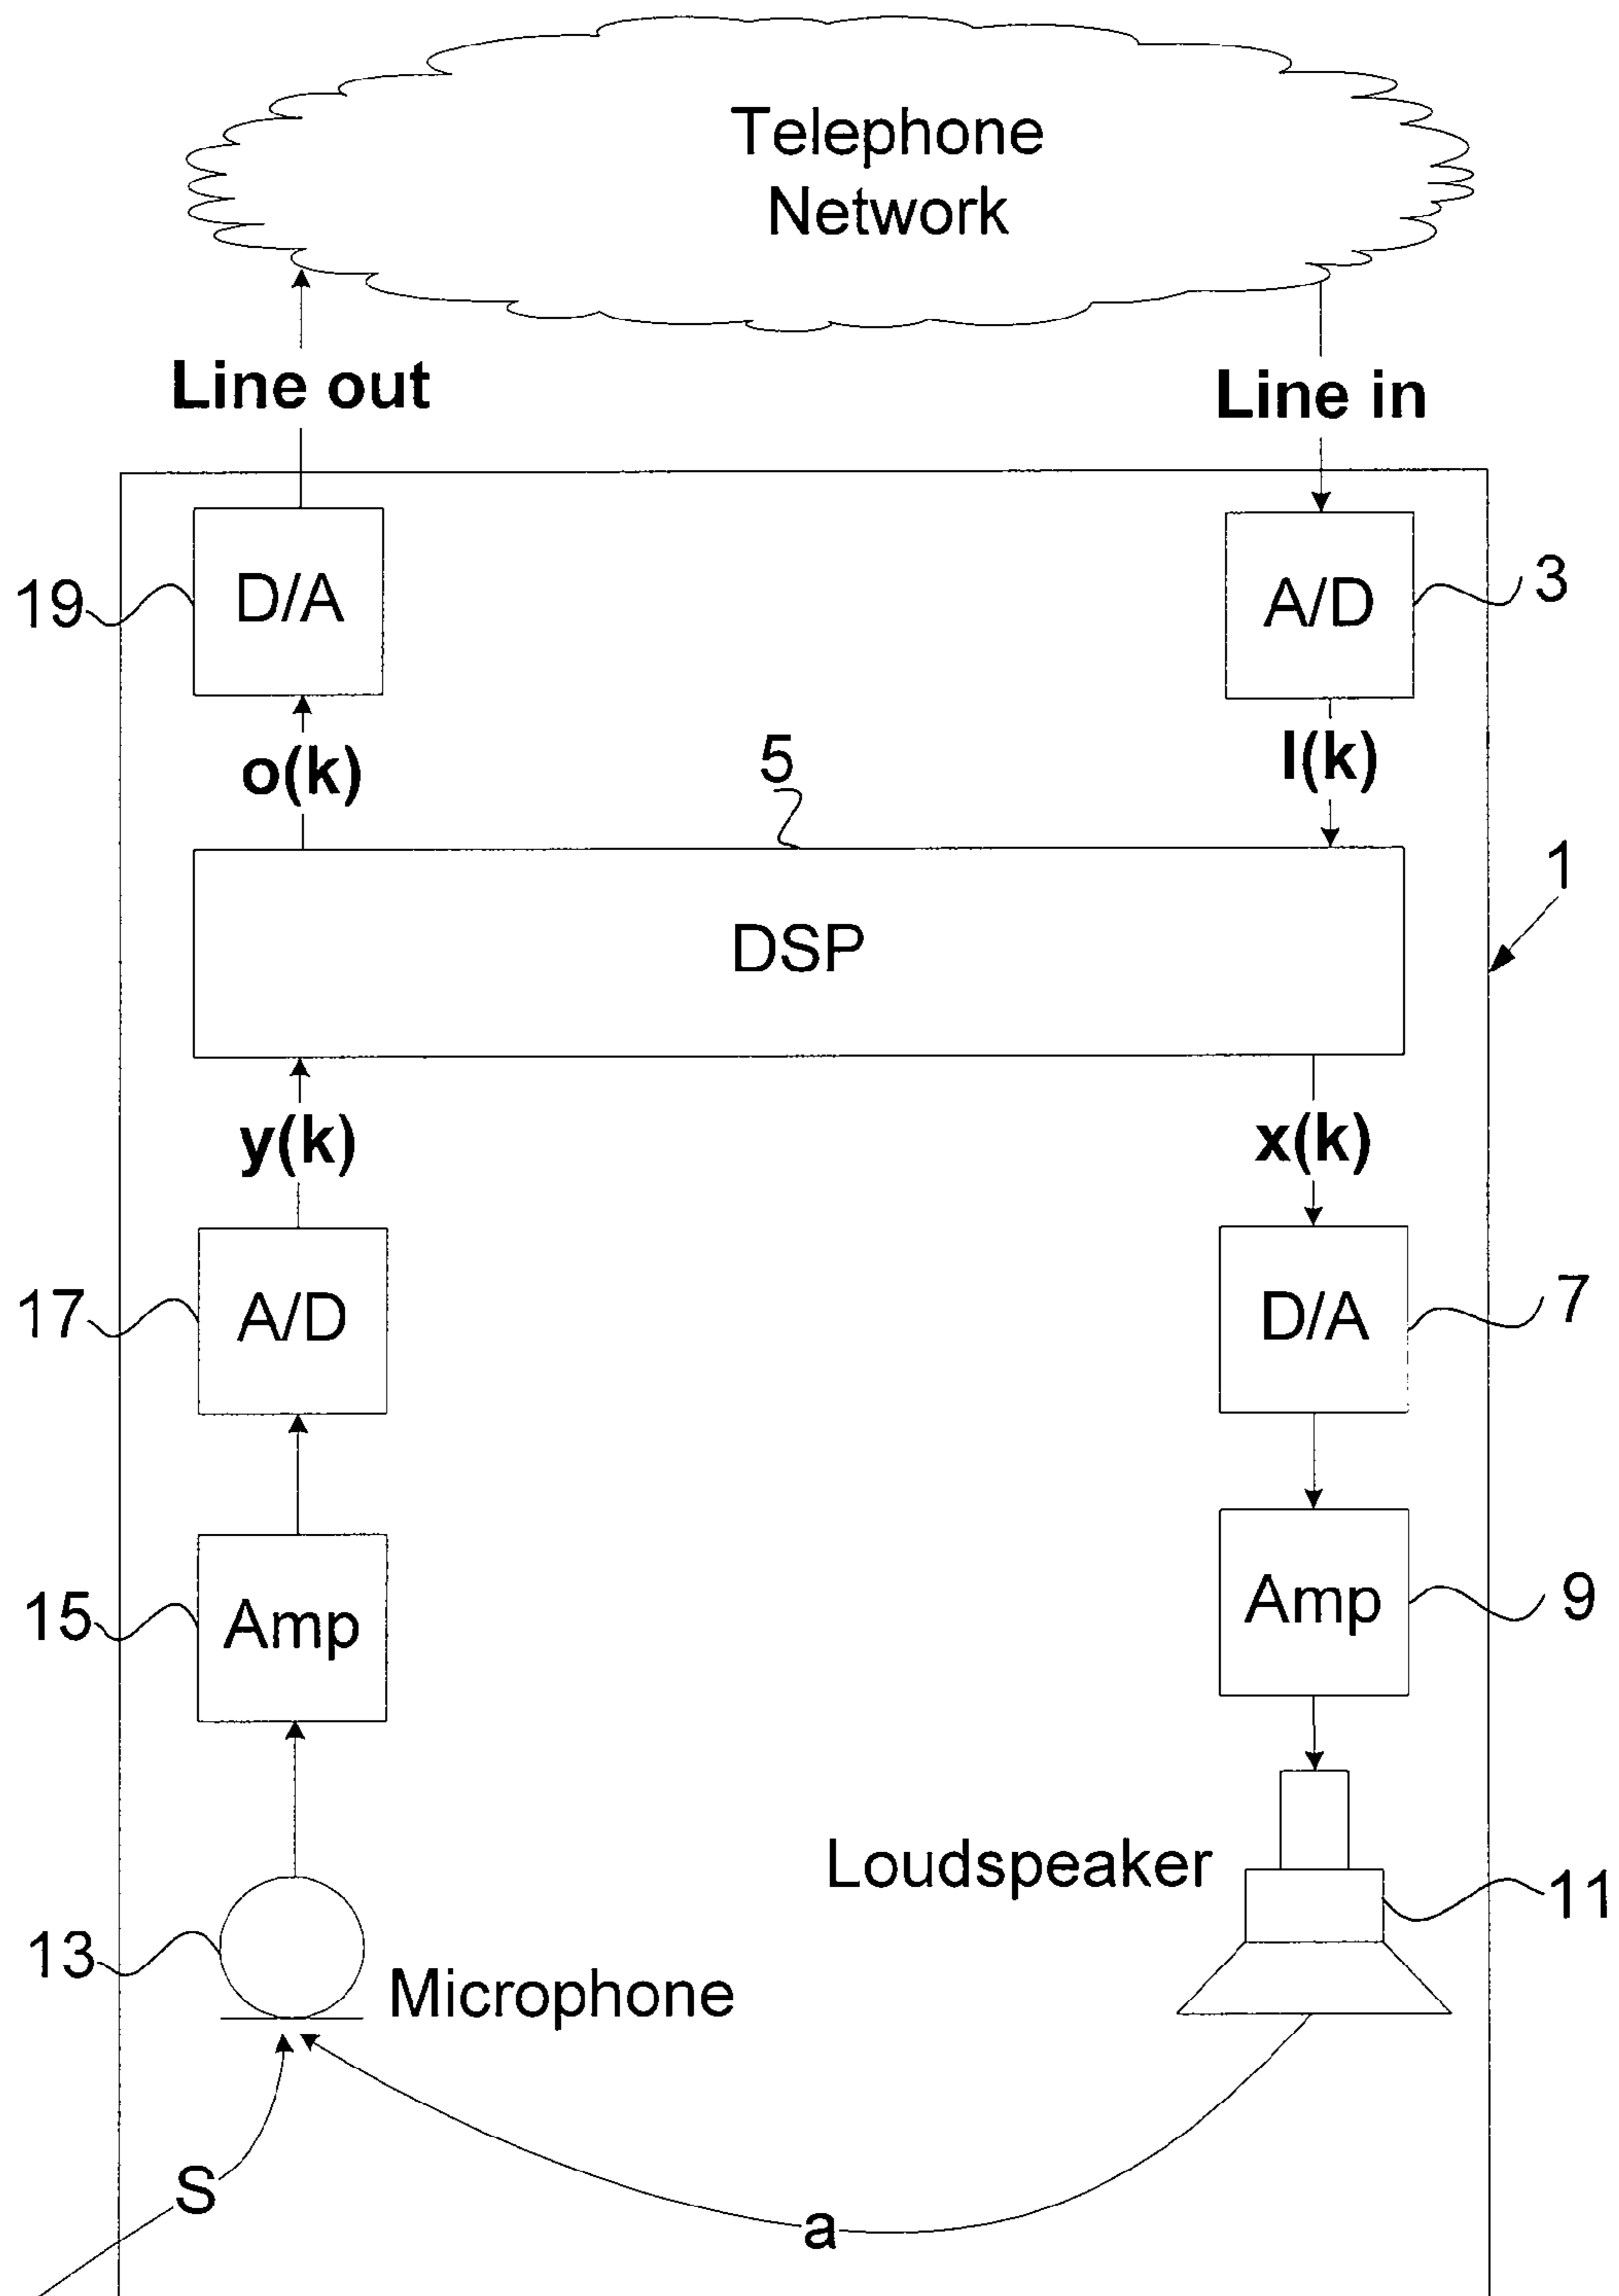 Telephone
Network
Line out
Line in
19
D/A
A/D
3
o(k)
5
l(k)
1
DSP
y(k)
x(k)
17
A/D
D/A
7
15
Amp
Amp
9
Loudspeaker
11
13
Microphone
S
a